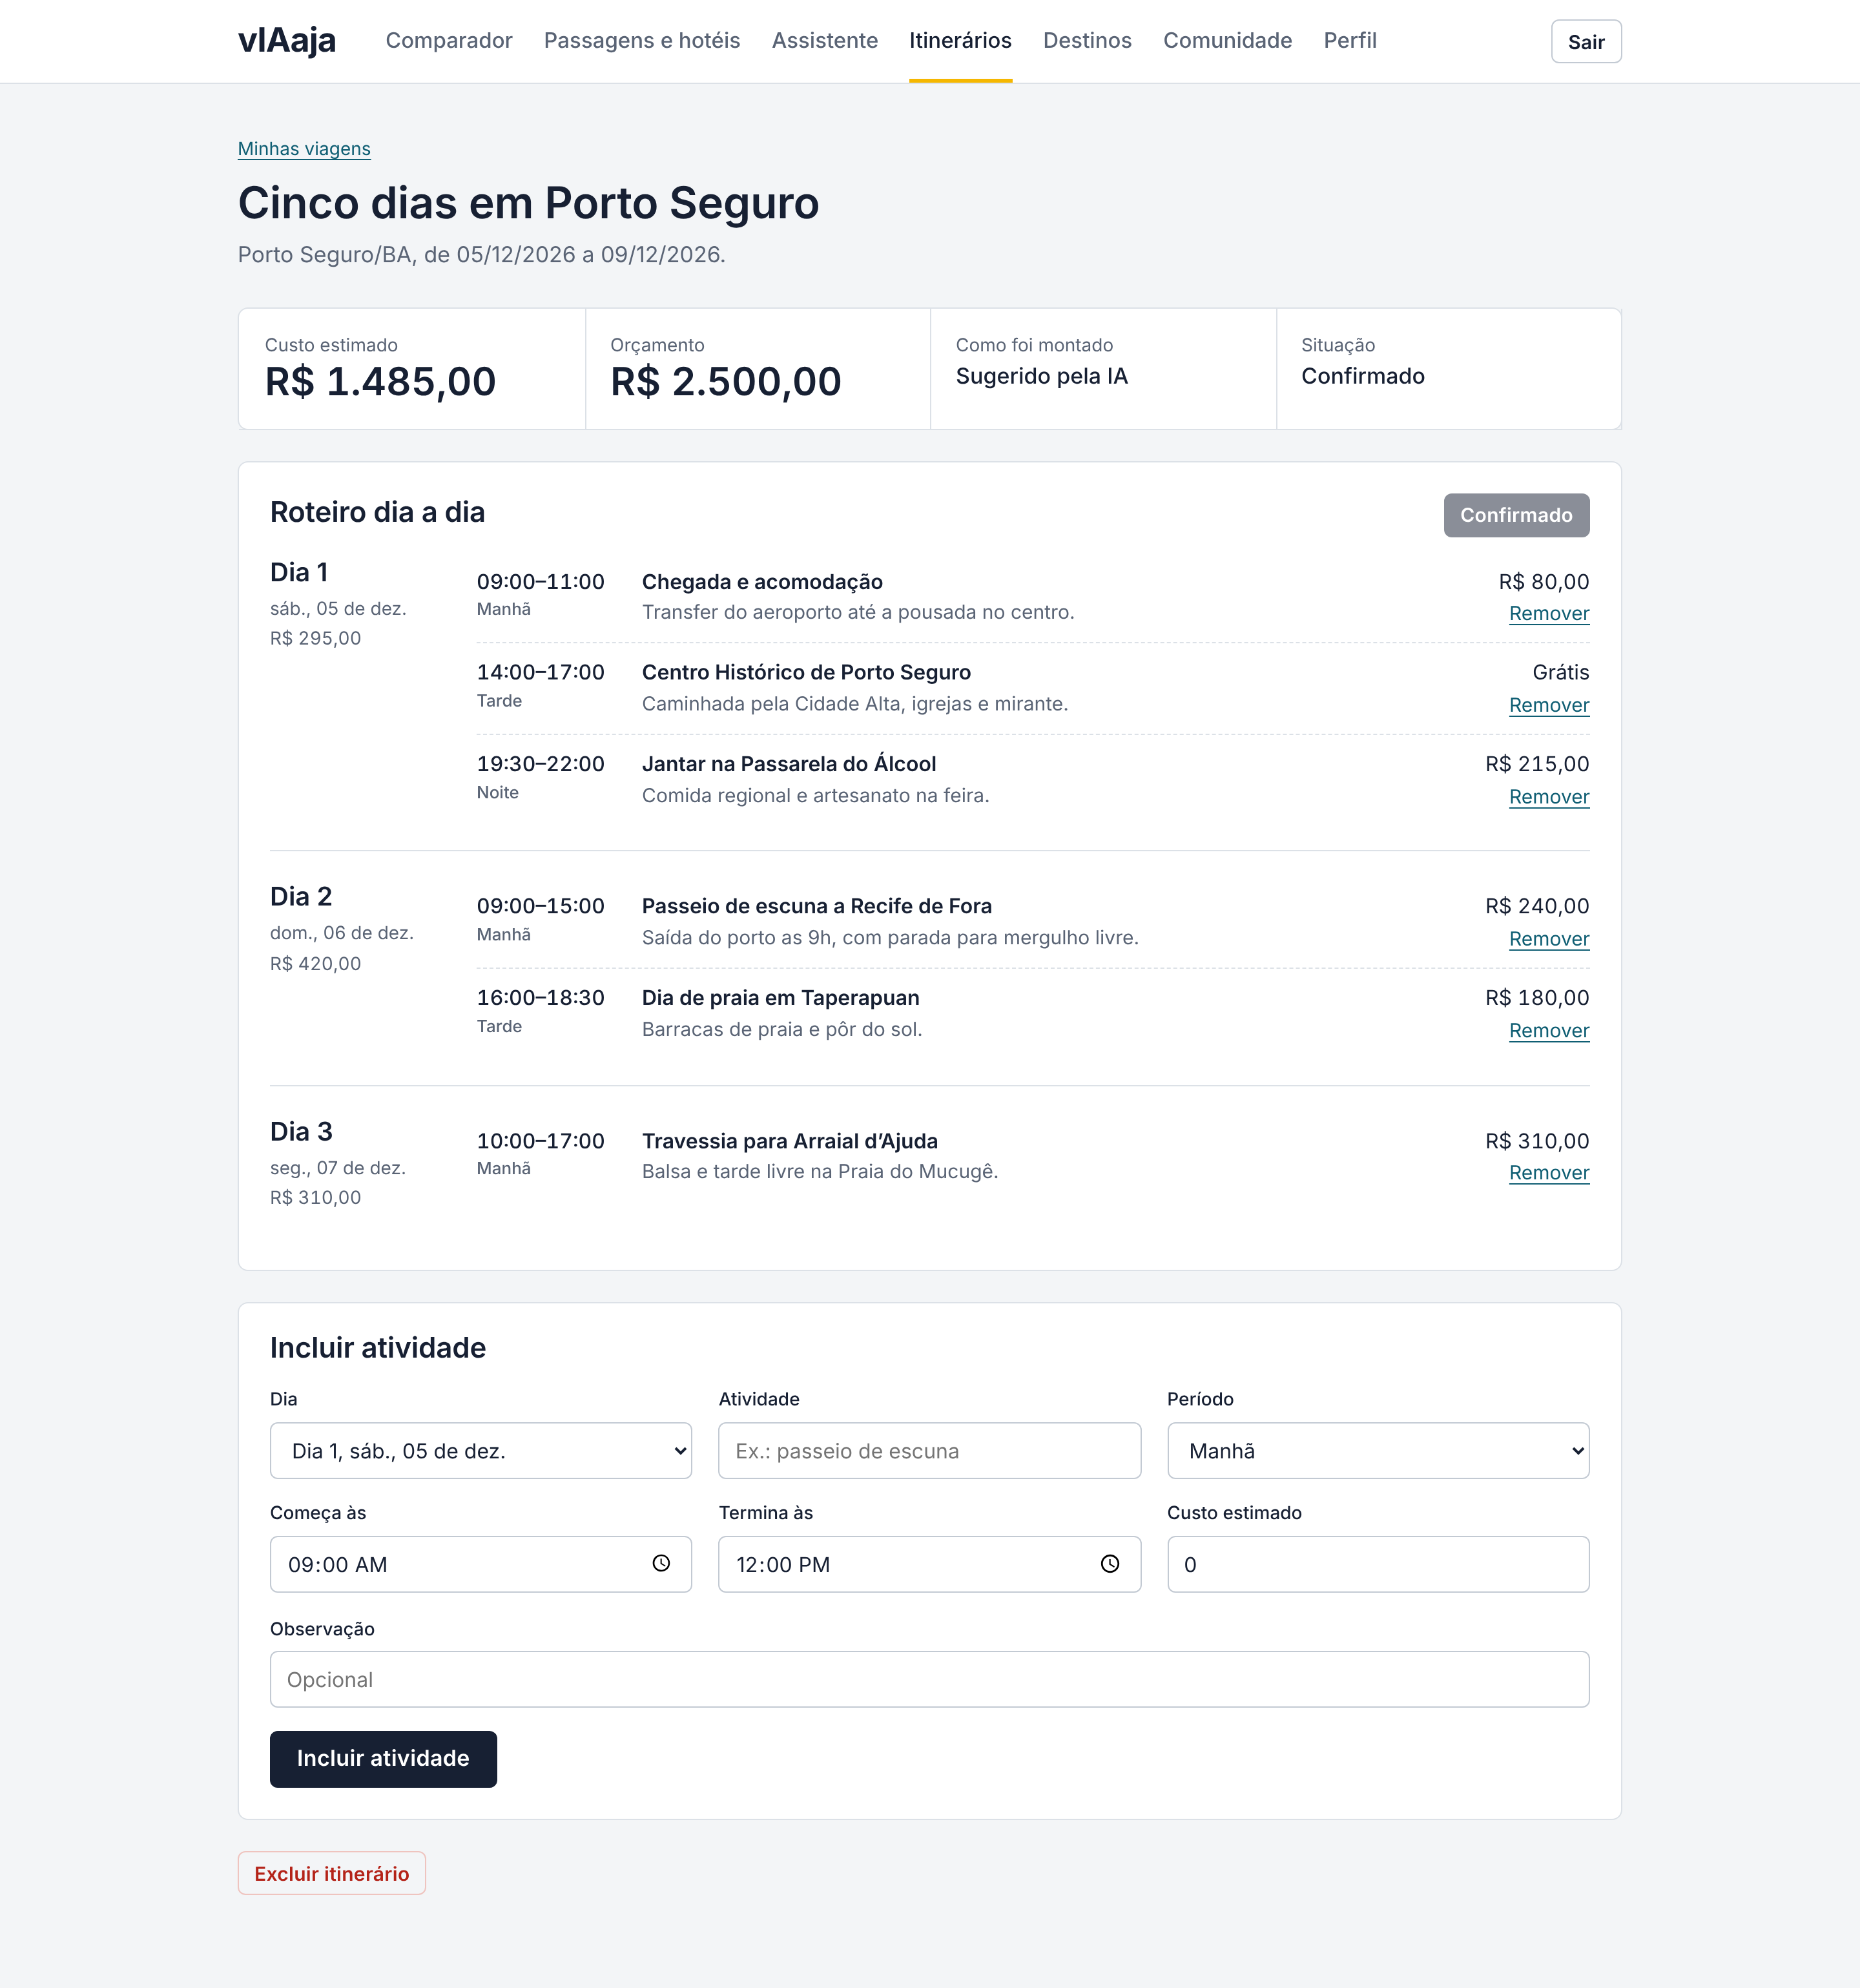 vIAaja Comparador Passagens e hotéis Assistente Itinerários Destinos Comunidade Perfil Sair
Minhas viagens
Cinco dias em Porto Seguro
Porto Seguro/BA, de 05/12/2026 a 09/12/2026.
Custo estimado Orçamento Como foi montado Situação
R$ 1.485,00 R$ 2.500,00 Sugerido pela IA Confirmado
Roteiro dia a dia Confirmado
Dia 1
sáb., 05 de dez.
R$ 295,00
09:00–11:00 Chegada e acomodação R$ 80,00
Manhã Transfer do aeroporto até a pousada no centro. Remover
14:00–17:00 Centro Histórico de Porto Seguro Grátis
Tarde Caminhada pela Cidade Alta, igrejas e mirante. Remover
19:30–22:00 Jantar na Passarela do Álcool R$ 215,00
Noite Comida regional e artesanato na feira. Remover
Dia 2
dom., 06 de dez.
R$ 420,00
09:00–15:00 Passeio de escuna a Recife de Fora R$ 240,00
Manhã Saída do porto as 9h, com parada para mergulho livre. Remover
16:00–18:30 Dia de praia em Taperapuan R$ 180,00
Tarde Barracas de praia e pôr do sol. Remover
Dia 3
seg., 07 de dez.
R$ 310,00
10:00–17:00 Travessia para Arraial d’Ajuda R$ 310,00
Manhã Balsa e tarde livre na Praia do Mucugê. Remover
Incluir atividade
Dia Atividade Período
Dia 1, sáb., 05 de dez. Ex.: passeio de escuna Manhã
Começa às Termina às Custo estimado
09:00 AM 12:00 PM 0
Observação
Opcional
Incluir atividade
Excluir itinerário